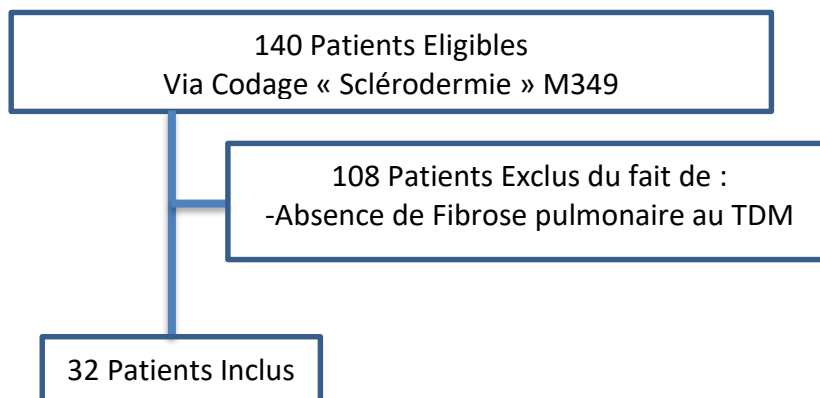 140 Patients Eligibles
Via Codage « Sclérodermie » M349
108 Patients Exclus du fait de :
-Absence de Fibrose pulmonaire au TDM
32 Patients Inclus